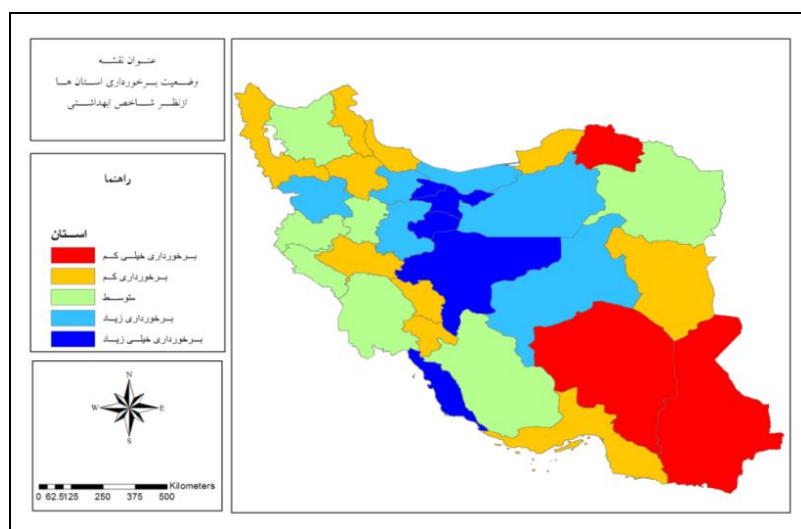 عنوان نقشه
وضعیت برخورداری استان ها
ازنظر شاخص بهداشتی
راهنما
استان
برخورداری خیلی کم
برخورداری کم
متوسط
برخورداری زیاد
برخورداری خیلی زیاد
N
W E
S
Kilometers
0 62.5125 250 375 500